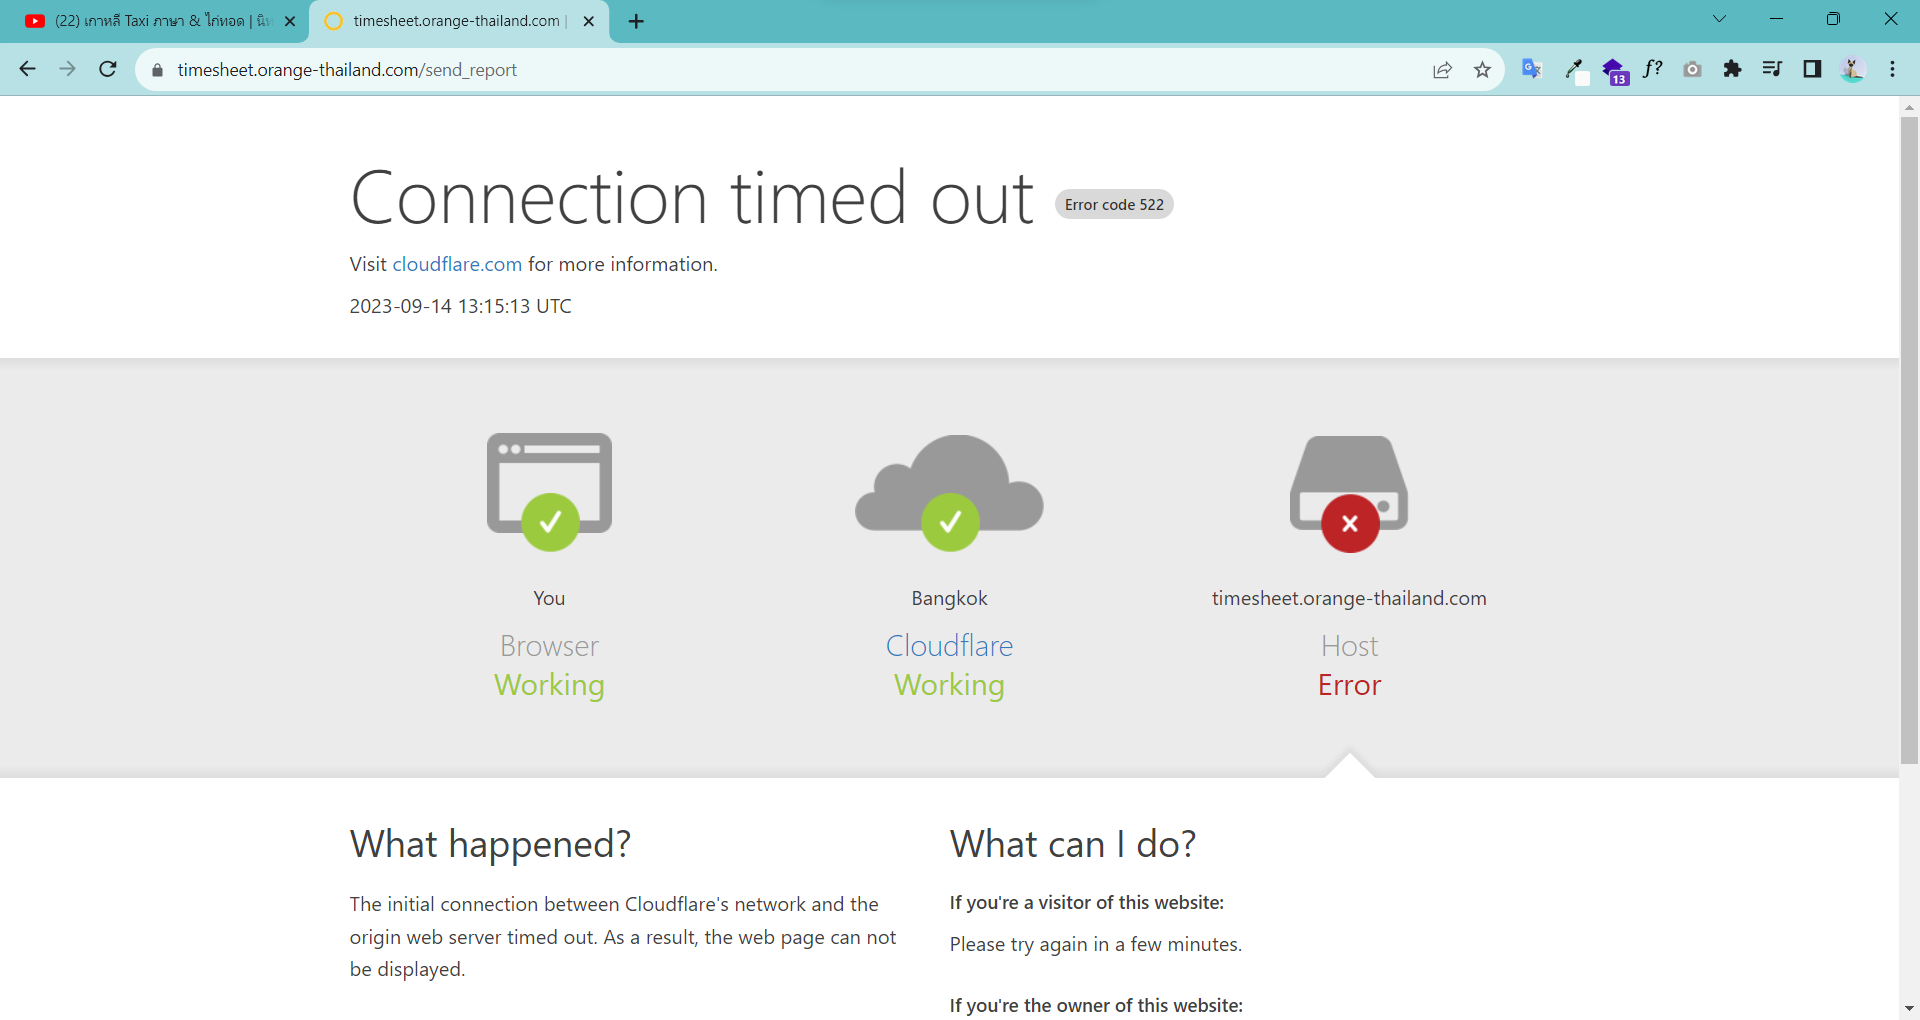 (22) เกาหลี Taxi ภาษา & ไก่ทอด |
timesheet.orange-thailand.com |
timesheet.orange-thailand.com/send_report
13
f?
Connection timed out
Error code 522
Visit cloudflare.com for more information.
2023-09-14 13:15:13 UTC
You
Browser
Working
Bangkok
Cloudflare
Working
timesheet.orange-thailand.com
Host
Error
What happened?
The initial connection between Cloudflare's network and the
origin web server timed out. As a result, the web page can not
be displayed.
What can I do?
If you're a visitor of this website:
Please try again in a few minutes.
If you're the owner of this website: